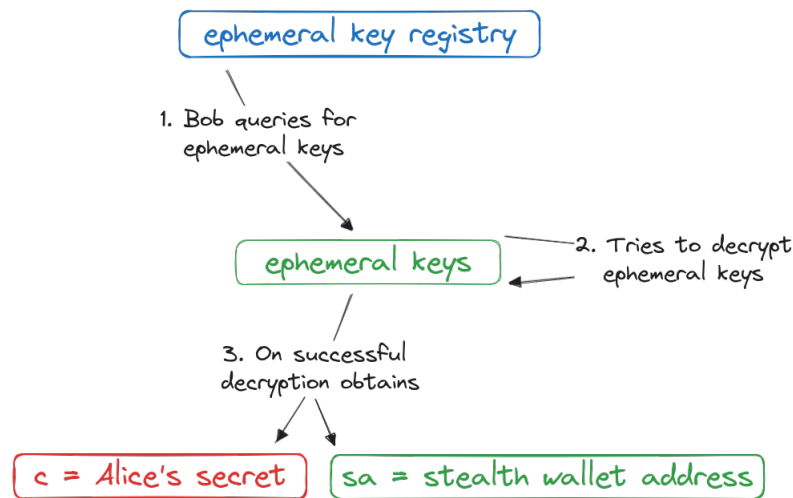 ephemeral key registry
1. Bob queries for
ephemeral keys
ephemeral keys
2. Tries to decrypt
ephemeral keys
3. On successful
decryption obtains
c = Alice's secret
sa = stealth wallet address